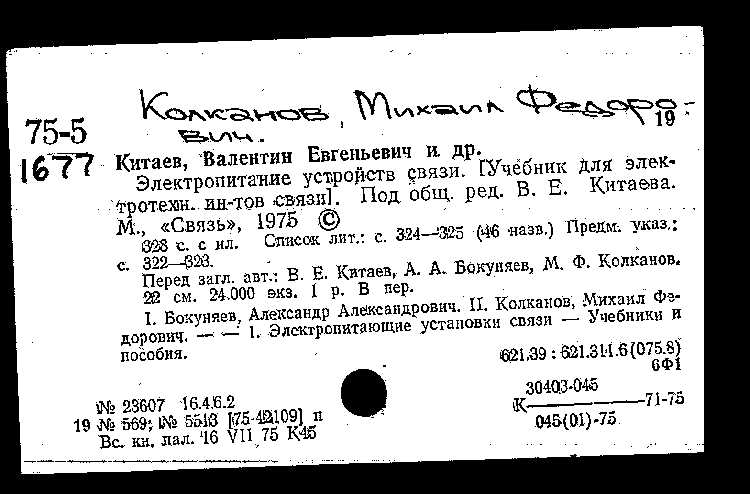 Колканов, Михаил Федоро-
вич.
19
75-5
1677
Китаев, Валентин Евгеньевич и др.
Электропитание устройств связи. [Учебник для элек-
тротехн. ин-тов связи]. Под общ. ред. В. Е. Китаева.
М., «Связь», 1975 ©
328 с. с ил. Список лит.: с. 324—325 (46 назв.) Предм. указ.:
с. 322—323.
Перед загл. авт.: В. Е. Китаев, А. А. Бокуняев, М. Ф. Колканов.
22 см. 24.000 экз. 1 р. В пер.
I. Бокуняев, Александр Александрович. II. Колканов, Михаил Фе-
дорович. — — 1. Электропитающие установки связи — Учебники и
пособия.
621.39 : 621.311.6(075.8)
6Ф1
№ 23607 16.4.6.2
19 № 569; № 5513 [75-42109] п
Вс. кн. пал. 16 VII 75 К45
30403-045
К—71-75
045(01)-75